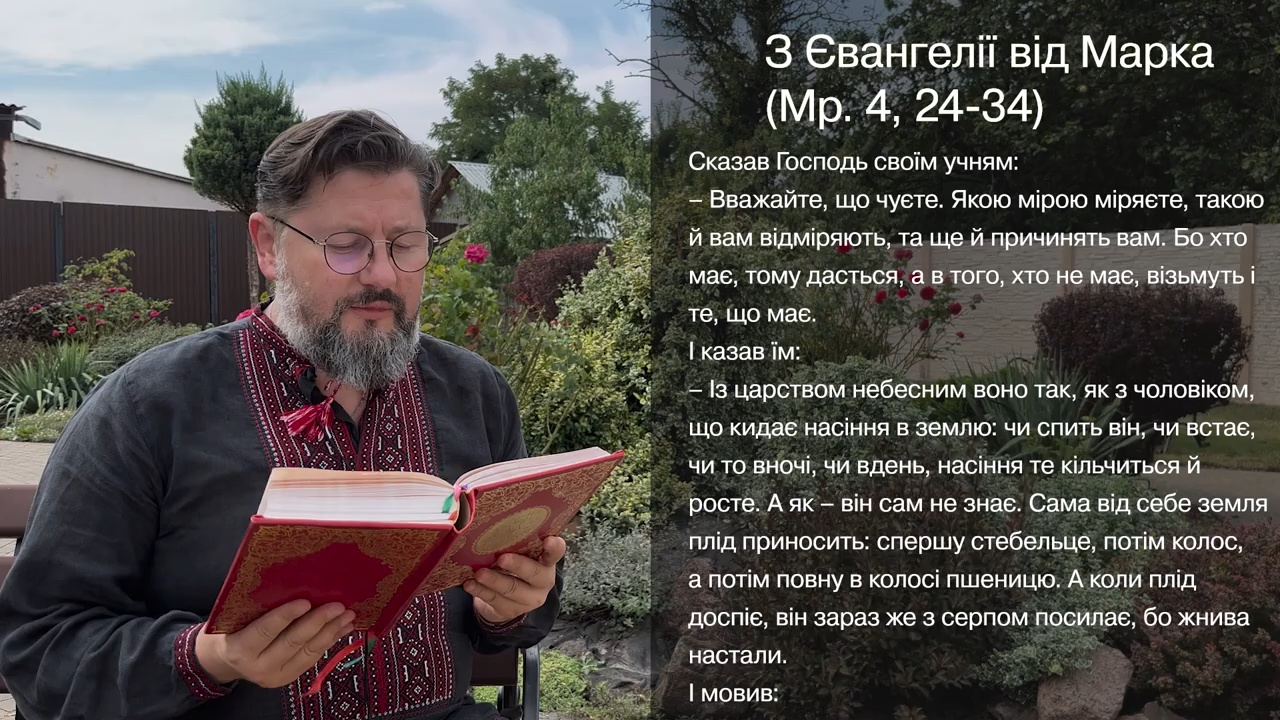 З Євангелії від Марка
(Мр. 4, 24-34)
Сказав Господь своїм учням:
– Вважайте, що чуєте. Якою мірою міряєте, такою
й вам відміряють, та ще й причинять вам. Бо хто
має, тому дасться, а в того, хто не має, візьмуть і
те, що має.
І казав їм:
– Із царством небесним воно так, як з чоловіком,
що кидає насіння в землю: чи спить він, чи встає,
чи то вночі, чи вдень, насіння те кільчиться й
росте. А як – він сам не знає. Сама від себе земля
плід приносить: спершу стебельце, потім колос,
а потім повну в колосі пшеницю. А коли плід
доспіє, він зараз же з серпом посилає, бо жнива
настали.
І мовив: